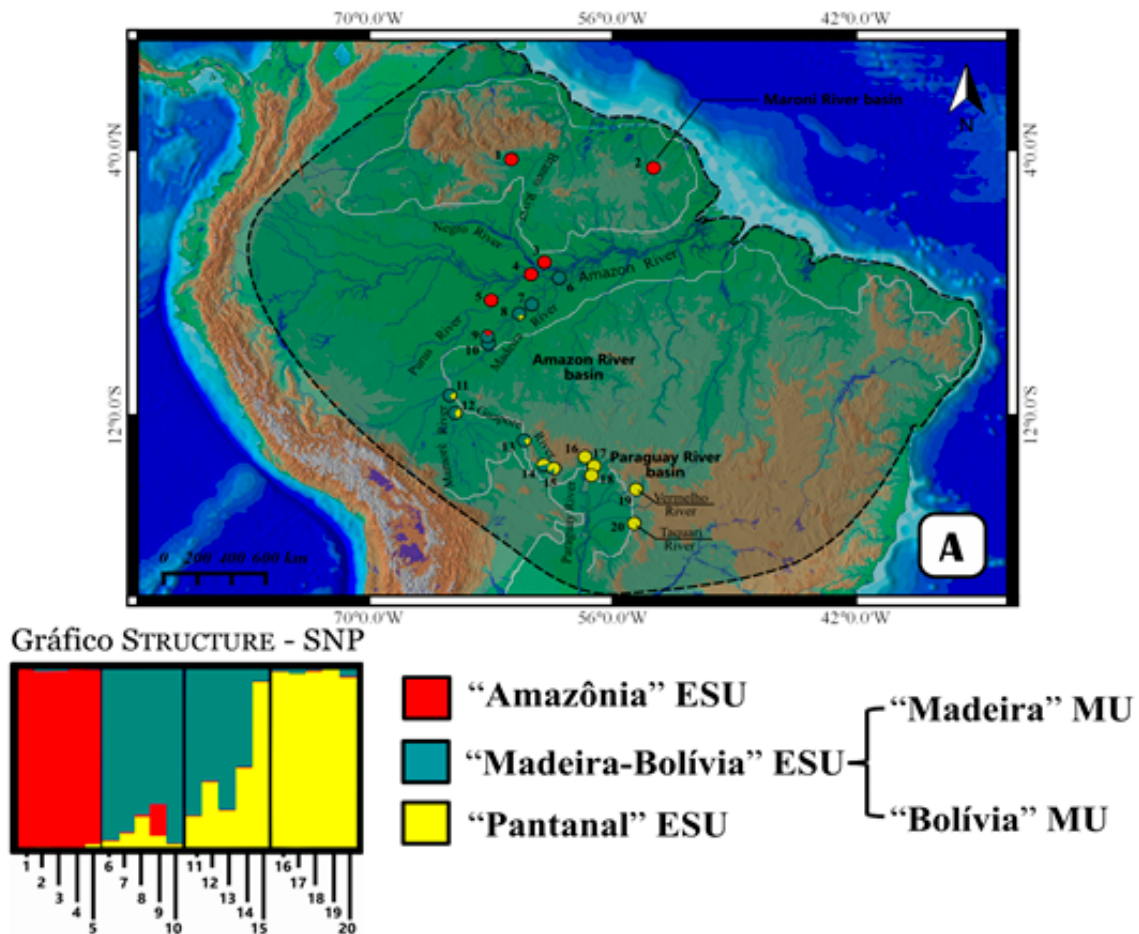 70°0.0'W 56°0.0'W 42°0.0'W
4°0.0'N
4°0.0'N
12°0.0'S
12°0.0'S
Maroni River basin
N
1
2
Branco River
Negro River
3
4
Amazon River
5
6
7
8
Purus River
Madeira River
9
10
Amazon River
basin
11
12
Guaporé River
Mamoré River
13
14
15
16
17
18
Paraguay River
basin
Paraguay River
19
Vermelho
River
20
Taquari
River
0 200 400 600 km
A
70°0.0'W 56°0.0'W 42°0.0'W
Gráfico STRUCTURE - SNP
1 2 3 4 5 6 7 8 9 10 11 12 13 14 15 16 17 18 19 20
“Amazônia” ESU
“Madeira-Bolívia” ESU
“Pantanal” ESU
“Madeira” MU
“Bolívia” MU